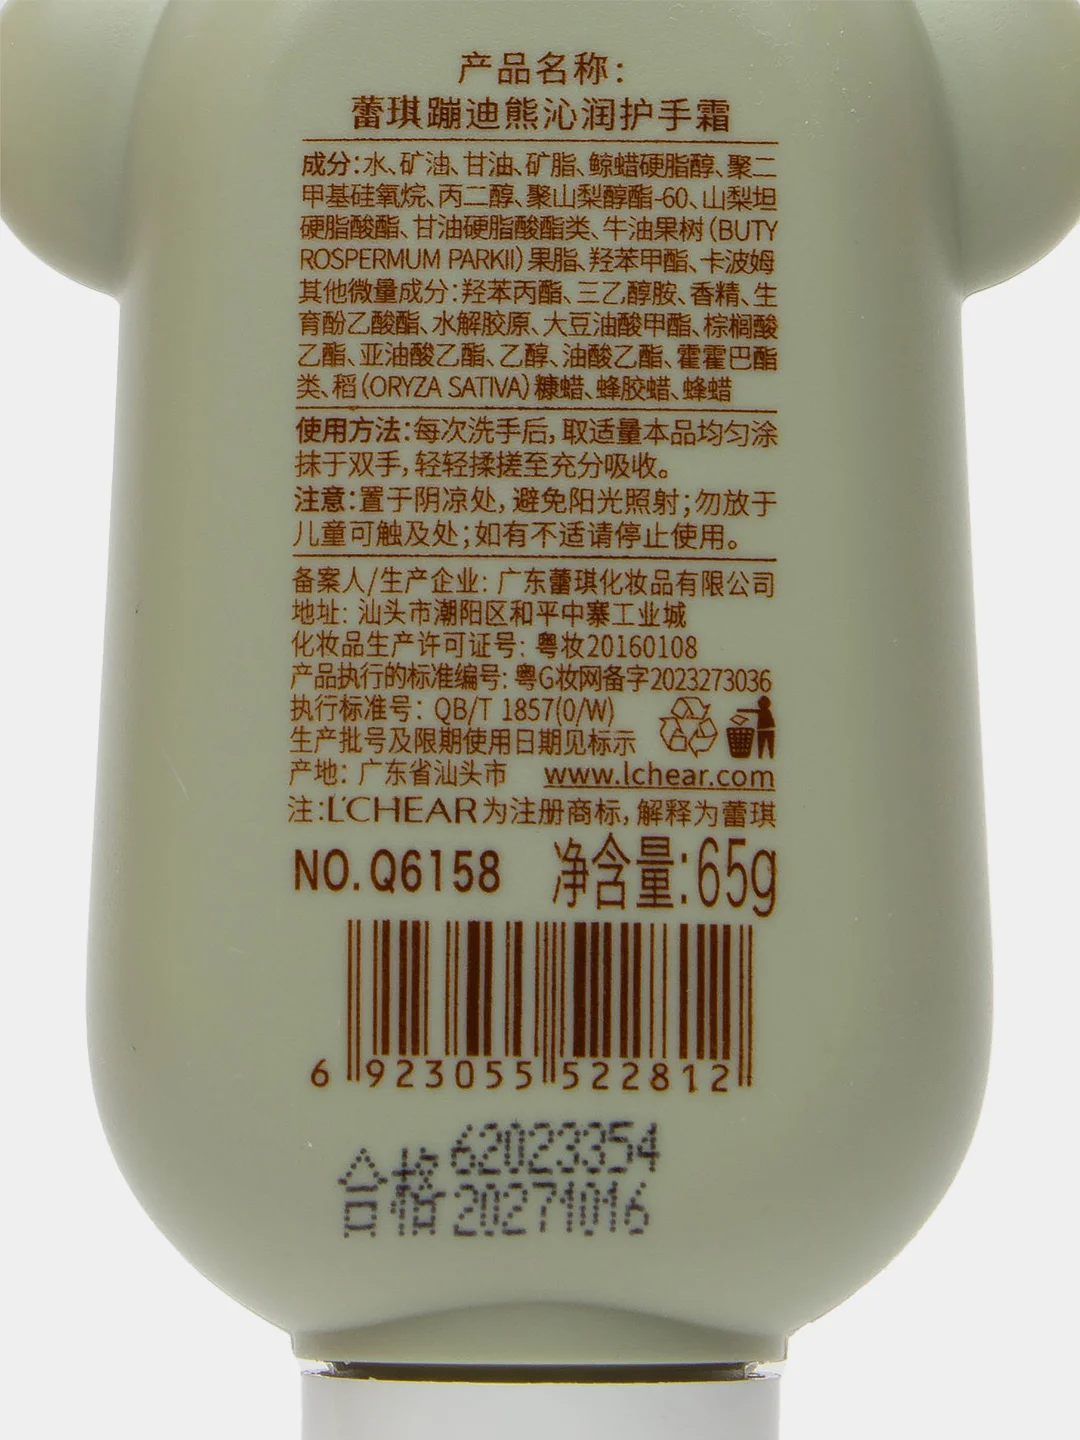 产品名称：
蕾琪蹦迪熊沁润护手霜
成分：水、矿油、甘油、矿脂、鲸蜡硬脂醇、聚二
甲基硅氧烷、丙二醇、聚山梨醇酯-60、山梨坦
硬脂酸酯、甘油硬脂酸酯类、牛油果树（BUTY
ROSPERMUM PARKII）果脂、羟苯甲酯、卡波姆
其他微量成分：羟苯丙酯、三乙醇胺、香精、生
育酚乙酸酯、水解胶原、大豆油酸甲酯、棕榈酸
乙酯、亚油酸乙酯、乙醇、油酸乙酯、霍霍巴酯
类、稻（ORYZA SATIVA）糠蜡、蜂胶蜡、蜂蜡
使用方法：每次洗手后，取适量本品均匀涂
抹于双手，轻轻揉搓至充分吸收。
注意：置于阴凉处，避免阳光照射；勿放于
儿童可触及处；如有不适请停止使用。
备案人/生产企业：广东蕾琪化妆品有限公司
地址：汕头市潮阳区和平中寨工业城
化妆品生产许可证号：粤妆20160108
产品执行的标准编号：粤G妆网备字2023273036
执行标准号：QB/T 1857(O/W)
生产批号及限期使用日期见标示
产地：广东省汕头市 www.lchear.com
注：L'CHEAR为注册商标，解释为蕾琪
NO.Q6158 净含量：65g
6 923055 522812
合格 62023354
20271016